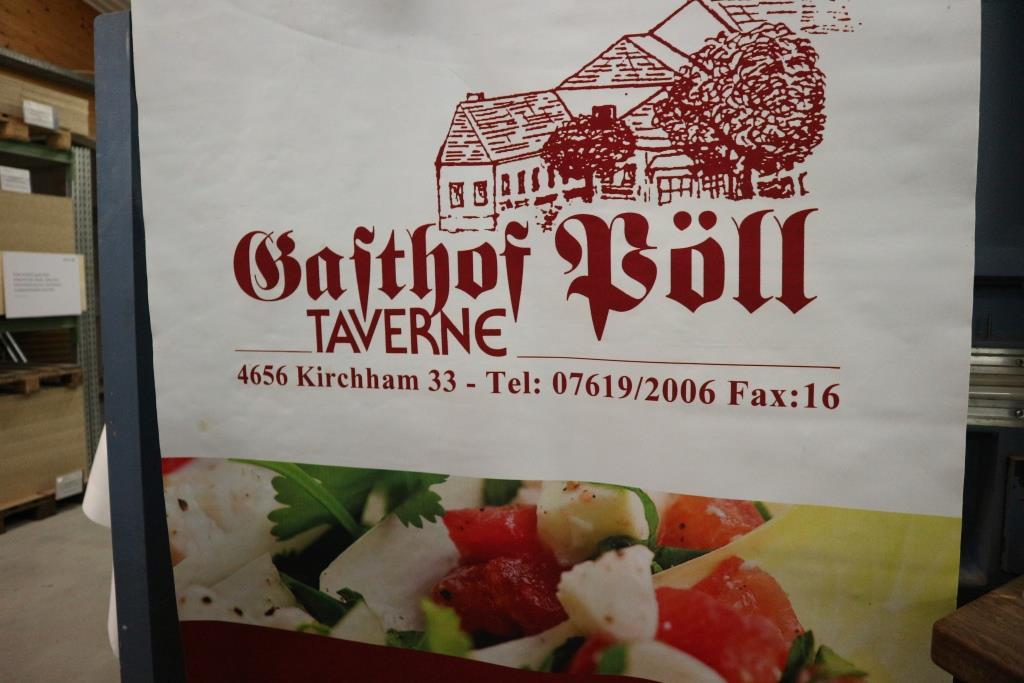 Gasthof Pöll
TAVERNE
4656 Kirchham 33 - Tel: 07619/2006 Fax:16